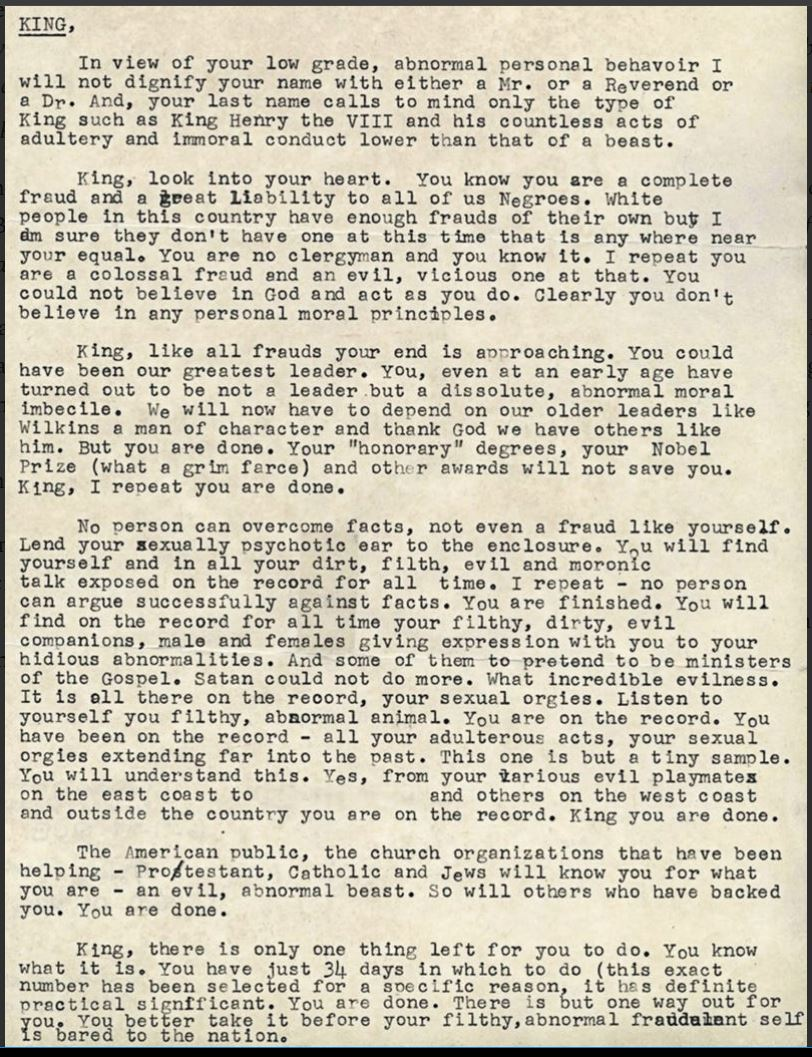 KING,
In view of your low grade, abnormal personal behavoir I
will not dignify your name with either a Mr. or a Reverend or
a Dr. And, your last name calls to mind only the type of
King such as King Henry the VIII and his countless acts of
adultery and immoral conduct lower than that of a beast.
King, look into your heart. You know you are a complete
fraud and a great liability to all of us Negroes. White
people in this country have enough frauds of their own but I
am sure they don't have one at this time that is any where near
your equal. You are no clergyman and you know it. I repeat you
are a colossal fraud and an evil, vicious one at that. You
could not believe in God and act as you do. Clearly you don't
believe in any personal moral principles.
King, like all frauds your end is approaching. You could
have been our greatest leader. You, even at an early age have
turned out to be not a leader but a dissolute, abnormal moral
imbecile. We will now have to depend on our older leaders like
Wilkins a man of character and thank God we have others like
him. But you are done. Your "honorary" degrees, your Nobel
Prize (what a grim farce) and other awards will not save you.
King, I repeat you are done.
No person can overcome facts, not even a fraud like yourself.
Lend your sexually psychotic ear to the enclosure. You will find
yourself and in all your dirt, filth, evil and moronic
talk exposed on the record for all time. I repeat - no person
can argue successfully against facts. You are finished. You will
find on the record for all time your filthy, dirty, evil
companions, male and females giving expression with you to your
hidious abnormalities. And some of them to pretend to be ministers
of the Gospel. Satan could not do more. What incredible evilness.
It is all there on the record, your sexual orgies. Listen to
yourself you filthy, abnormal animal. You are on the record. You
have been on the record - all your adulterous acts, your sexual
orgies extending far into the past. This one is but a tiny sample.
You will understand this. Yes, from your various evil playmates
on the east coast to and others on the west coast
and outside the country you are on the record. King you are done.
The American public, the church organizations that have been
helping - Protestant, Catholic and Jews will know you for what
you are - an evil, abnormal beast. So will others who have backed
you. You are done.
King, there is only one thing left for you to do. You know
what it is. You have just 34 days in which to do (this exact
number has been selected for a specific reason, it has definite
practical signficant. You are done. There is but one way out for
you. You better take it before your filthy,abnormal fraudulant self
is bared to the nation.